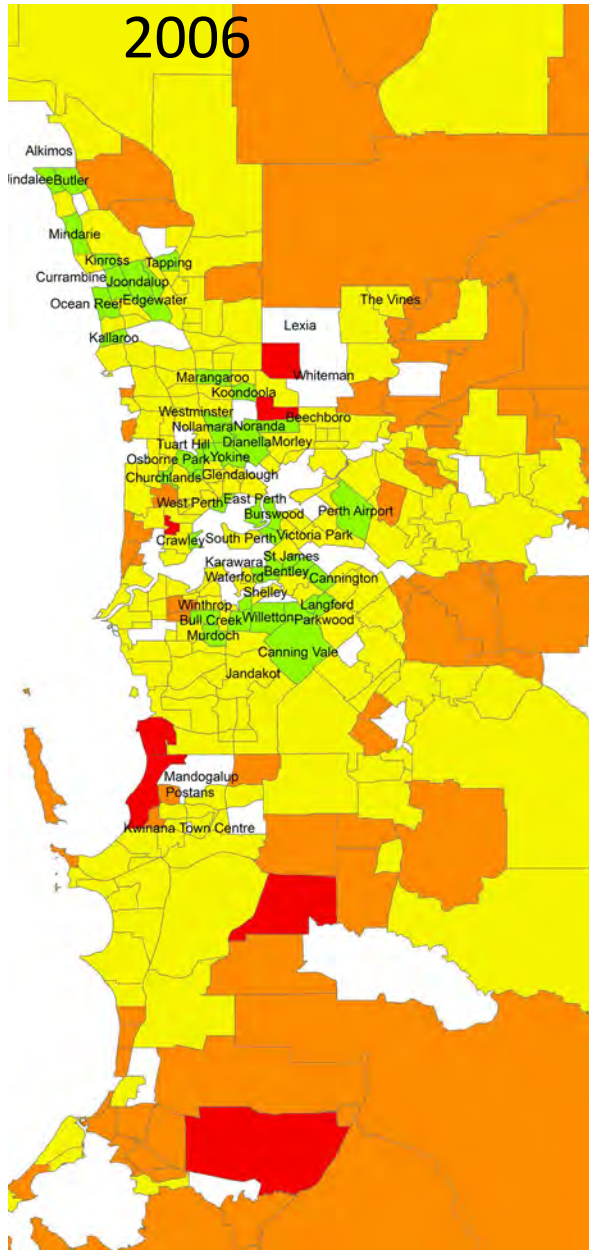 2006
Alkimos
Jindalee Butler
Mindarie
Kinross
Tapping
Currambine
Joondalup
Ocean Reef
Edgewater
Kallaroo
The Vines
Lexia
Whiteman
Marangaroo
Koondoola
Westminster
Beechboro
Nollamara Noranda
Tuart Hill
Dianella Morley
Osborne Park Yokine
Churchlands
Glendalough
West Perth
East Perth
Burswood
Perth Airport
Crawley
South Perth
Victoria Park
St James
Karawara
Bentley
Waterford
Cannington
Shelley
Winthrop
Langford
Bull Creek
Willetton
Parkwood
Murdoch
Canning Vale
Jandakot
Mandogalup
Postans
Kwinana Town Centre